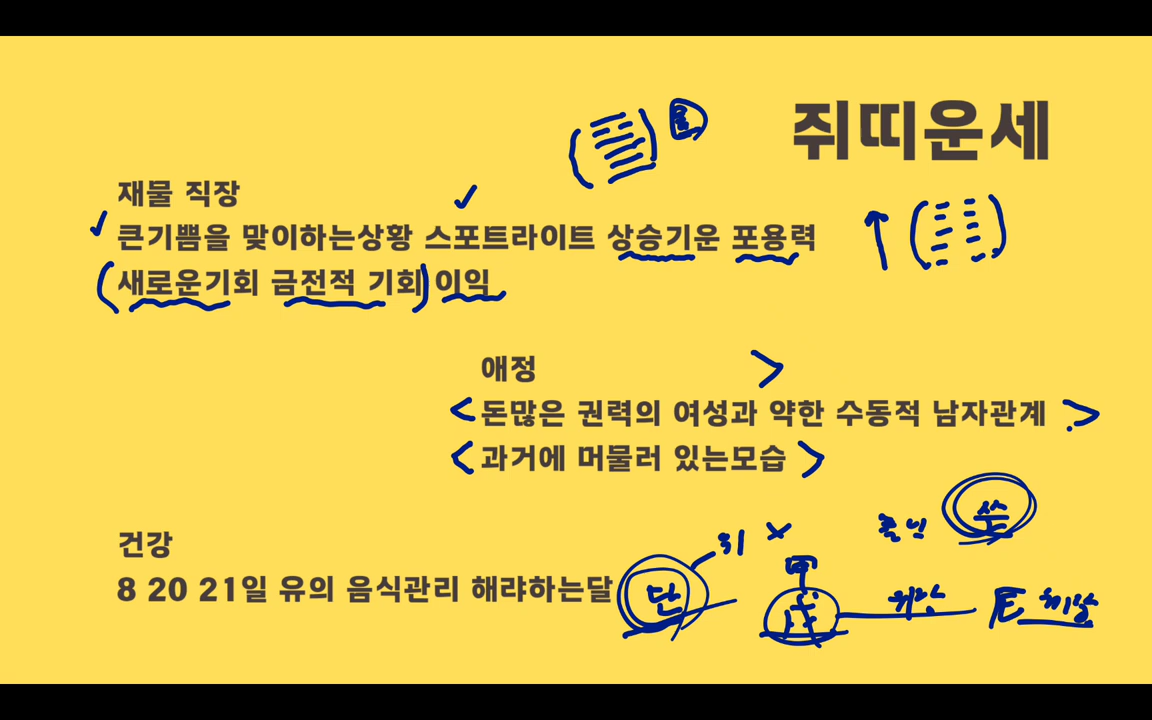 쥐띠운세
재물 직장
큰기쁨을 맞이하는상황 스포트라이트 상승기운 포용력
새로운기회 금전적 기회 이익
애정
돈많은 권력의 여성과 약한 수동적 남자관계
과거에 머물러 있는모습
건강
8 20 21일 유의 음식관리 해랴하는달
단